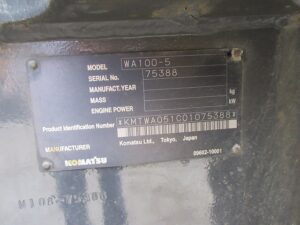 MODEL WA100-5
SERIAL No. 75388
MANUFACT. YEAR
MASS kg
ENGINE POWER kW
Product Identification Number *KMTWA051C01075388*
MANUFACTURER Komatsu Ltd., Tokyo, Japan
KOMATSU 09692-10001